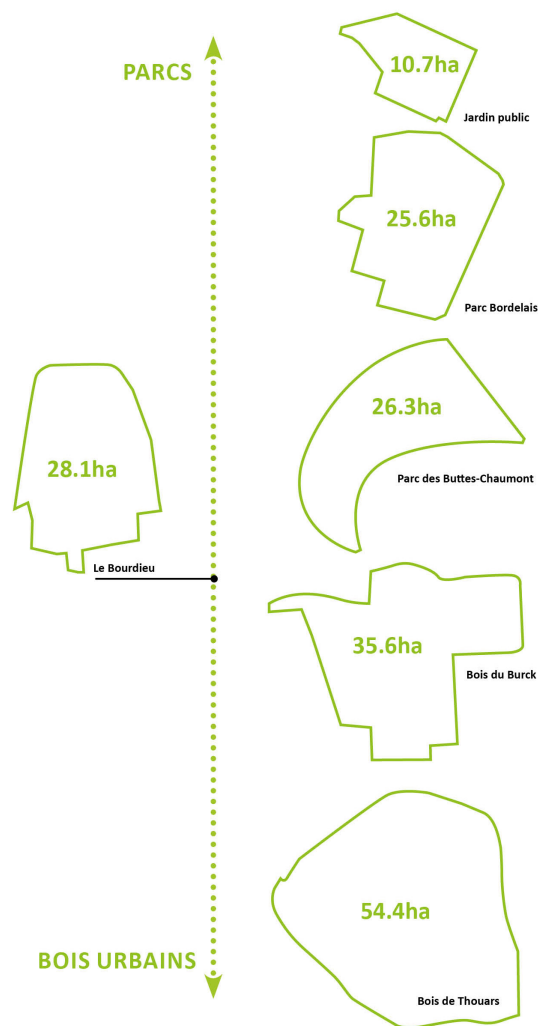 PARCS
10.7ha
Jardin public
25.6ha
Parc Bordelais
26.3ha
Parc des Buttes-Chaumont
28.1ha
Le Bourdieu
35.6ha
Bois du Burck
54.4ha
BOIS URBAINS
Bois de Thouars